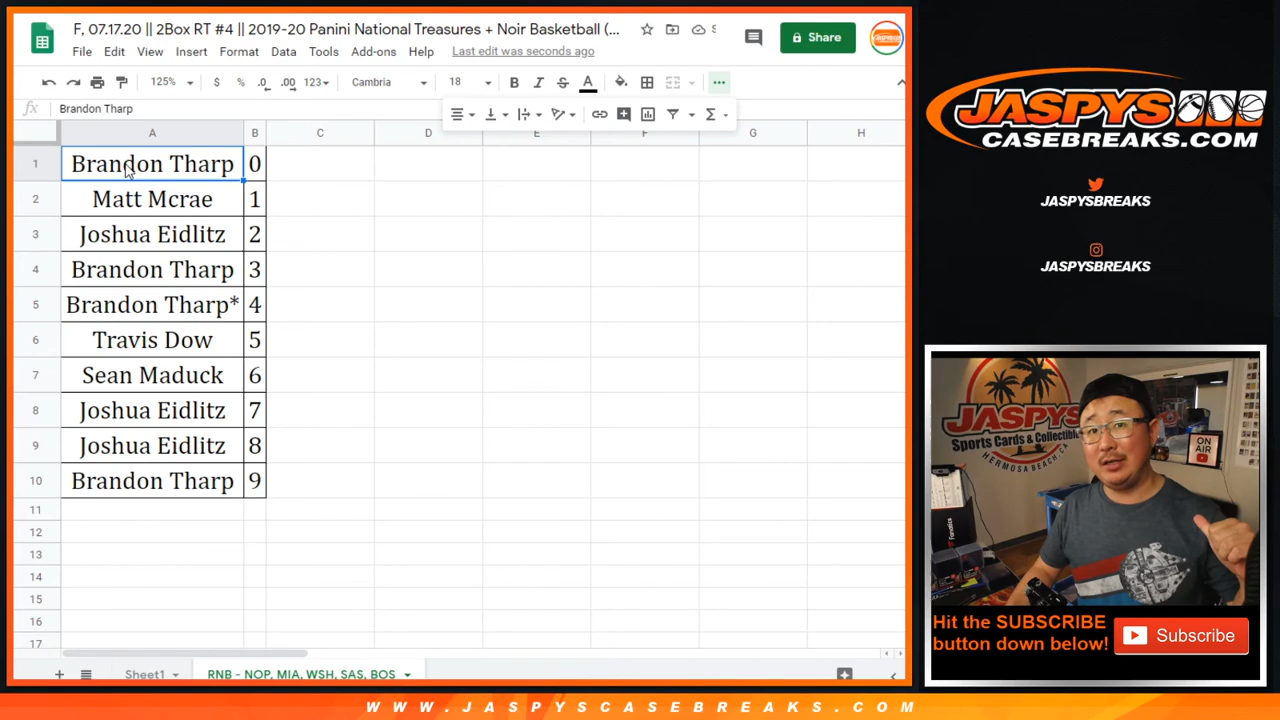 F, 07.17.20 || 2Box RT #4 || 2019-20 Panini National Treasures + Noir Basketball (...
File Edit View Insert Format Data Tools Add-ons Help Last edit was seconds ago
Share
125% $ % .0 .00 123 Cambria 18 B I S A
fx Brandon Tharp
A B C D E F G H
1 Brandon Tharp 0
2 Matt Mcrae 1
3 Joshua Eidlitz 2
4 Brandon Tharp 3
5 Brandon Tharp* 4
6 Travis Dow 5
7 Sean Maduck 6
8 Joshua Eidlitz 7
9 Joshua Eidlitz 8
10 Brandon Tharp 9
11
12
13
14
15
16
17
Sheet1 RNB - NOP, MIA, WSH, SAS, BOS
JASPYS
CASEBREAKS.COM
JASPYSBREAKS
JASPYSBREAKS
JASPYS
Sports Cards & Collectibles
HERMOSA BEACH, CA
ON AIR
Fanatics
Hit the SUBSCRIBE
button down below!
Subscribe
WWW.JASPYSCASEBREAKS.COM